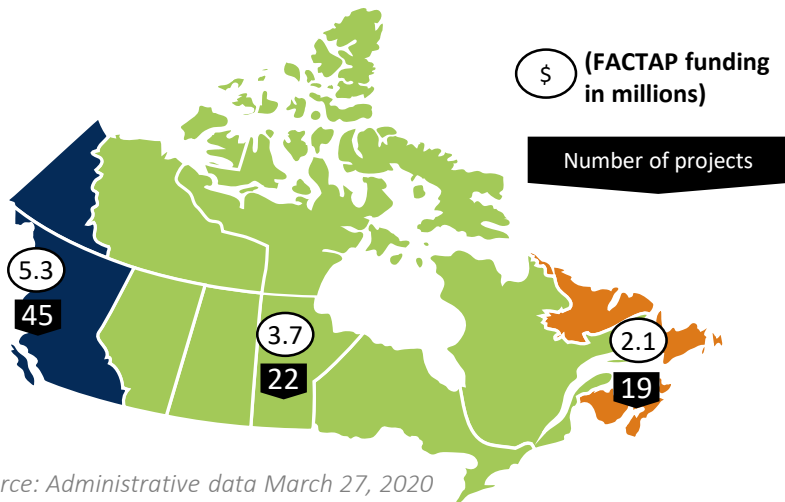 $
(FACTAP funding
in millions)
Number of projects
5.3
45
3.7
22
2.1
19
rce: Administrative data March 27, 2020